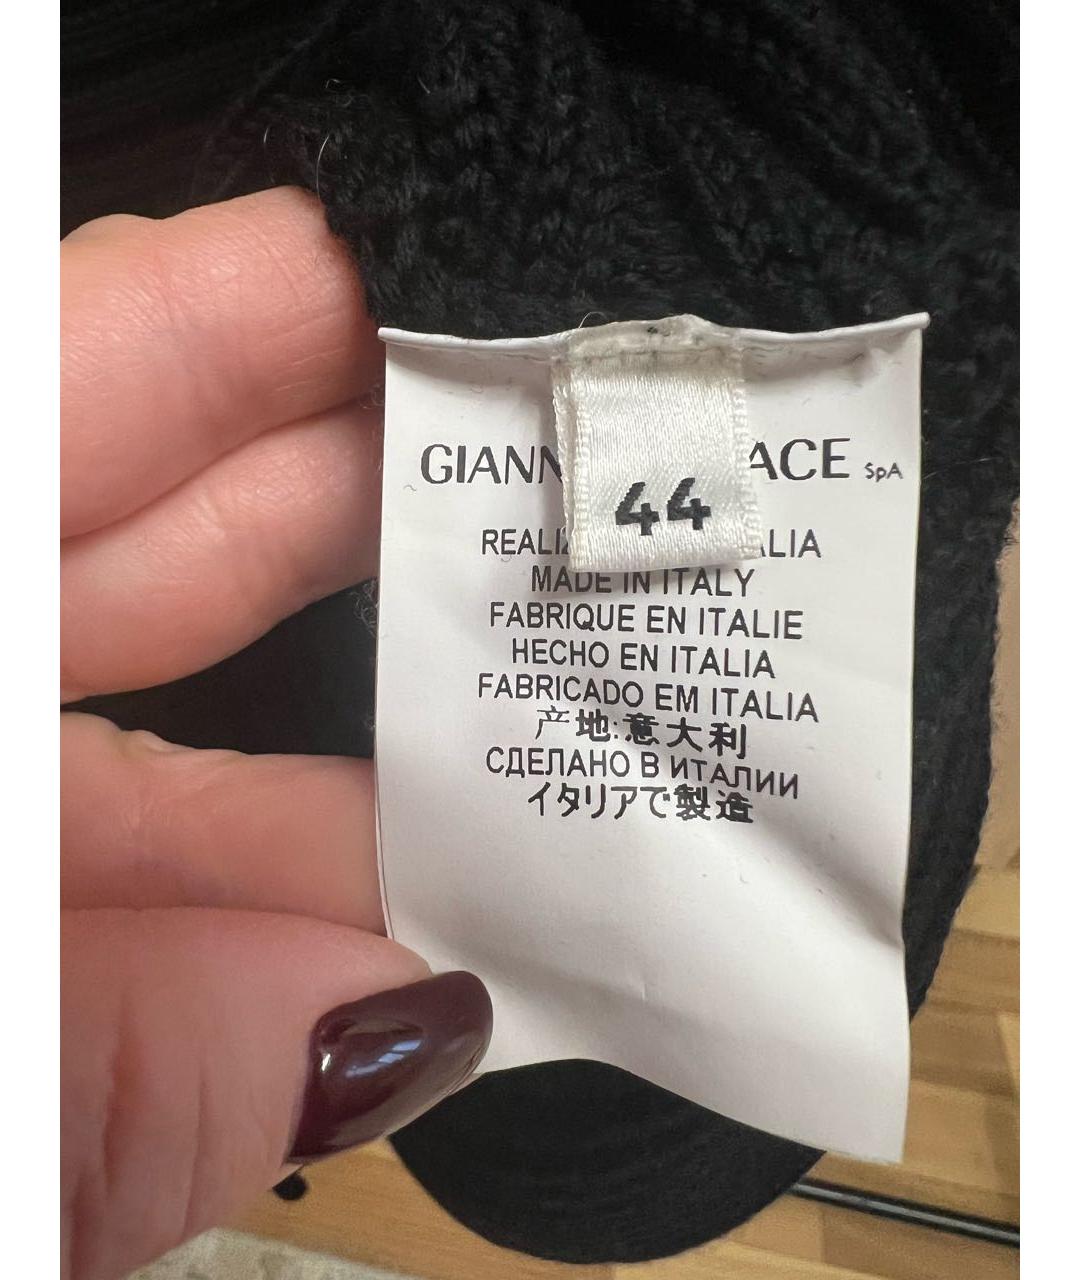 GIANN ACE SpA
44
REALIZ ALIA
MADE IN ITALY
FABRIQUE EN ITALIE
HECHO EN ITALIA
FABRICADO EM ITALIA
产地:意大利
СДЕЛАНО В ИТАЛИИ
イタリアで製造